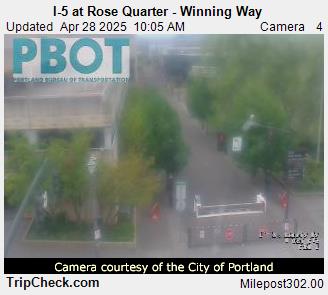 I-5 at Rose Quarter - Winning Way
Updated Apr 28 2025 10:05 AM Camera 4
PBOT
PORTLAND BUREAU OF TRANSPORTATION
Camera courtesy of the City of Portland
TripCheck.com Milepost302.00